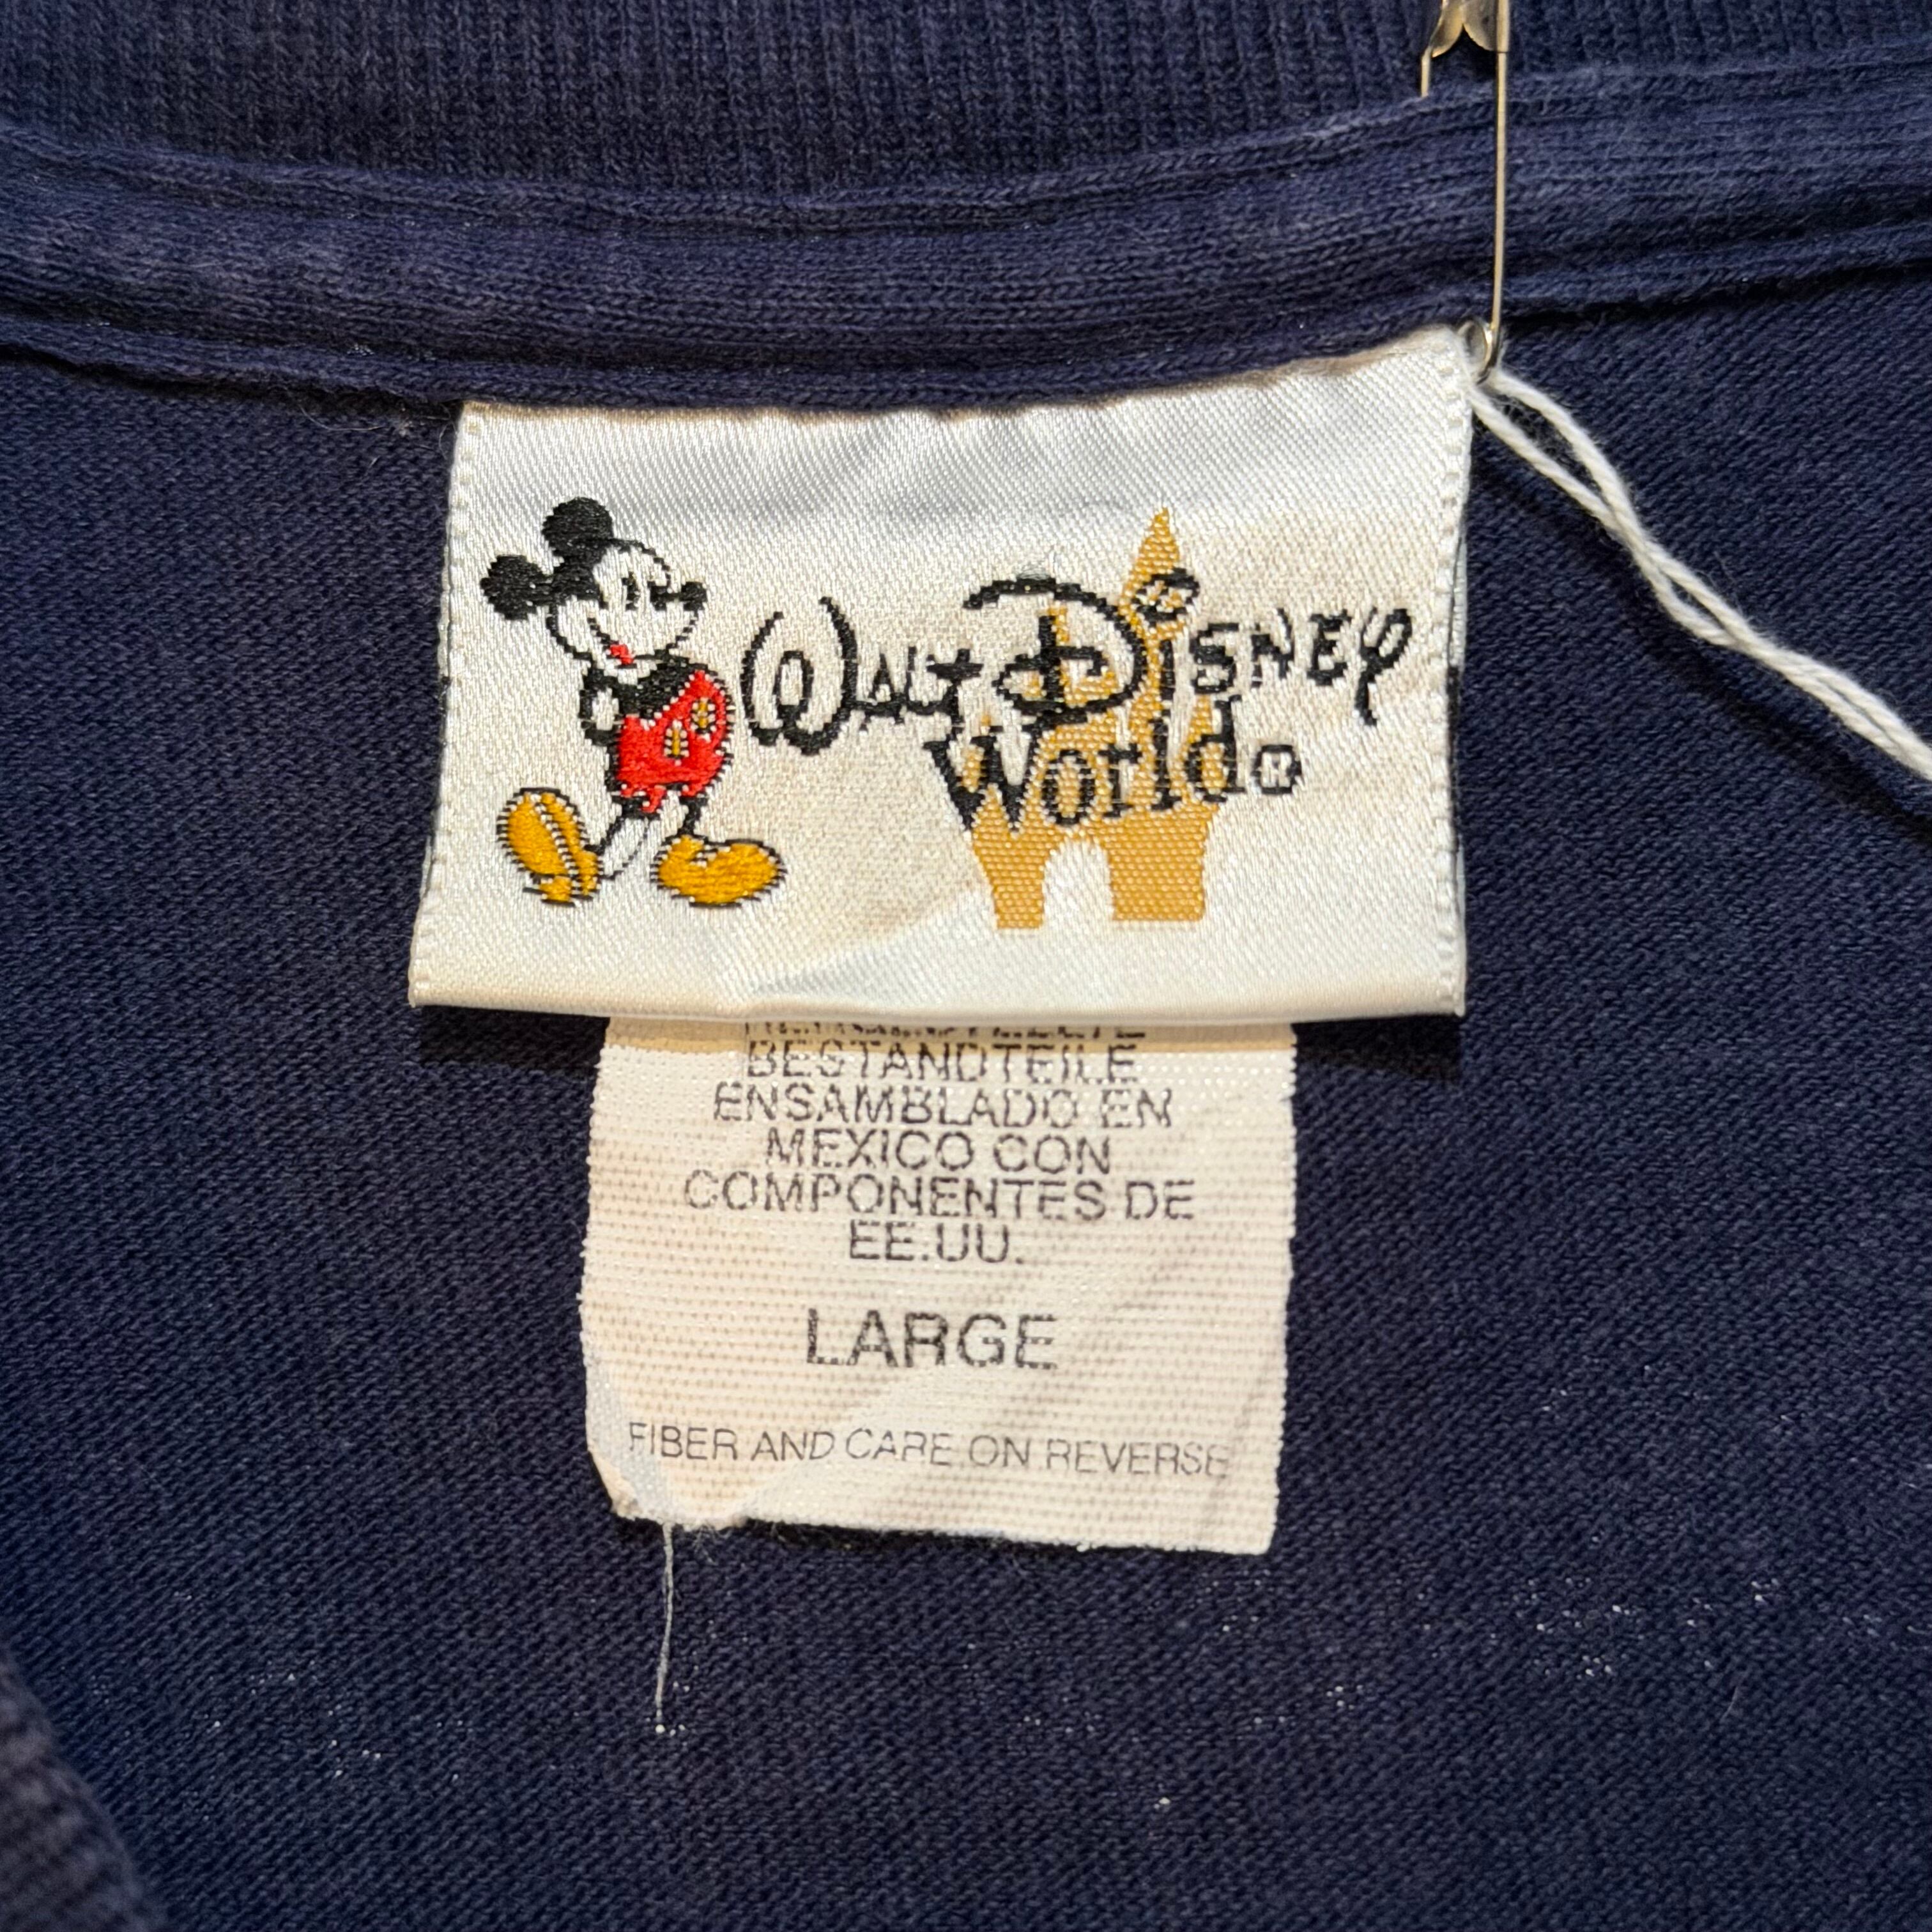 WALT DISNEY
World®
BESTANDTEILE
ENSAMBLADO EN
MEXICO CON
COMPONENTES DE
EE.UU.
LARGE
FIBER AND CARE ON REVERSE